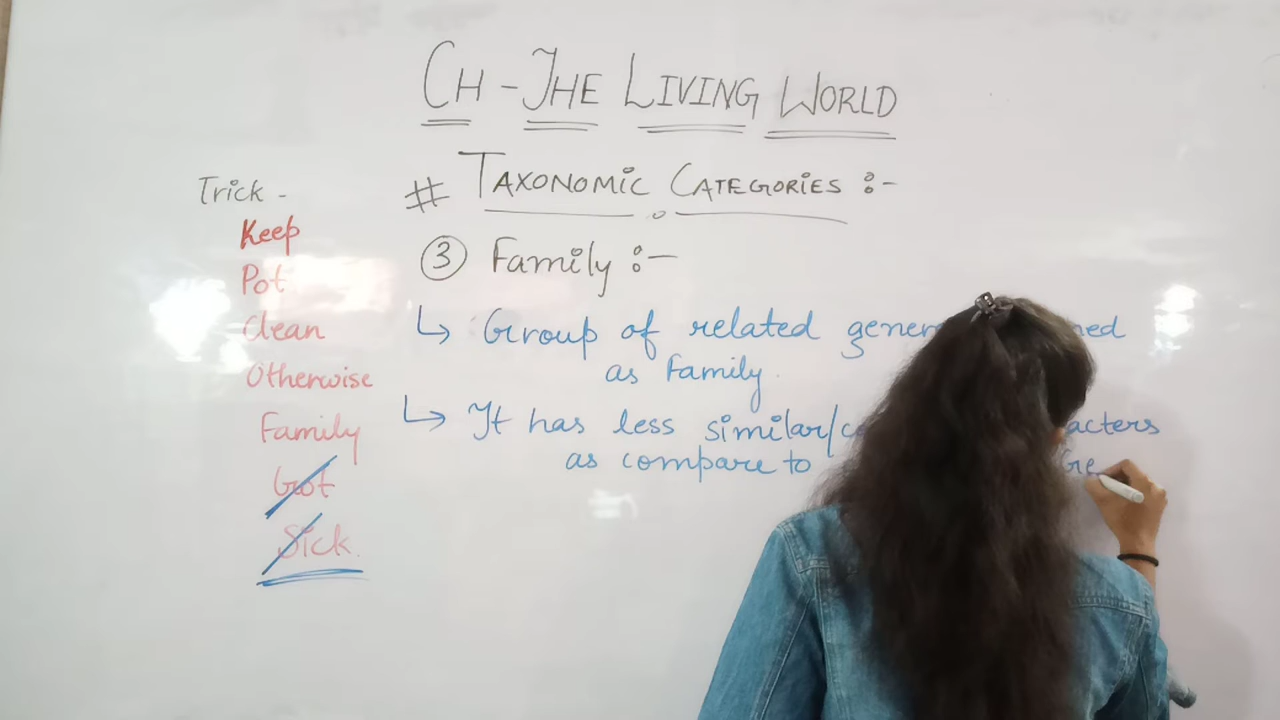 CH - THE LIVING WORLD
# TAXONOMIC CATEGORIES :-
Trick -
Keep
Pot
Clean
Otherwise
Family
Got
Sick.
③ Family :-
↳ Group of related
as Family.
↳ It has less similar/
as compare to